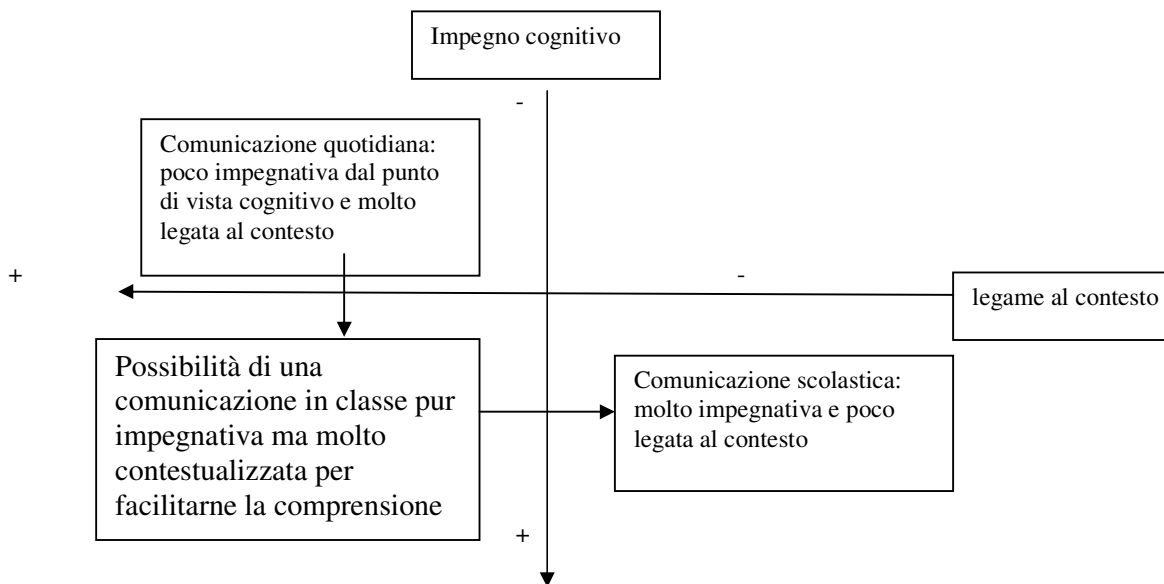 Impegno cognitivo
-
Comunicazione quotidiana:
poco impegnativa dal punto
di vista cognitivo e molto
legata al contesto
+
-
legame al contesto
Possibilità di una
comunicazione in classe pur
impegnativa ma molto
contestualizzata per
facilitarne la comprensione
Comunicazione scolastica:
molto impegnativa e poco
legata al contesto
+